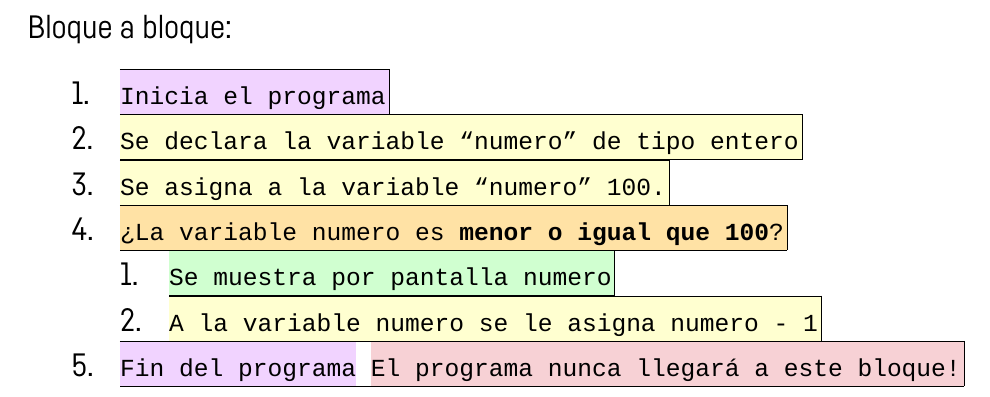 Bloque a bloque:
1. Inicia el programa
2. Se declara la variable “numero” de tipo entero
3. Se asigna a la variable “numero” 100.
4. ¿La variable numero es menor o igual que 100?
1. Se muestra por pantalla numero
2. A la variable numero se le asigna numero - 1
5. Fin del programa El programa nunca llegará a este bloque!